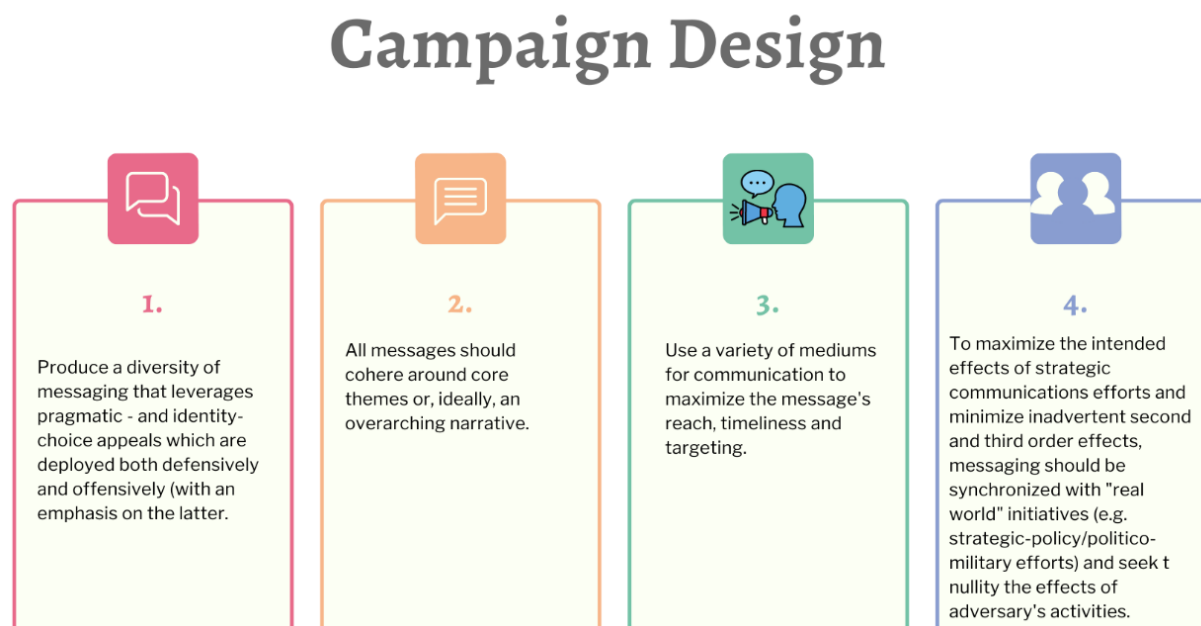 Campaign Design
1.
Produce a diversity of
messaging that leverages
pragmatic - and identity-
choice appeals which are
deployed both defensively
and offensively (with an
emphasis on the latter.
2.
All messages should
cohere around core
themes or, ideally, an
overarching narrative.
3.
Use a variety of mediums
for communication to
maximize the message's
reach, timeliness and
targeting.
4.
To maximize the intended
effects of strategic
communications efforts and
minimize inadvertent second
and third order effects,
messaging should be
synchronized with "real
world" initiatives (e.g.
strategic-policy/politico-
military efforts) and seek t
nullity the effects of
adversary's activities.